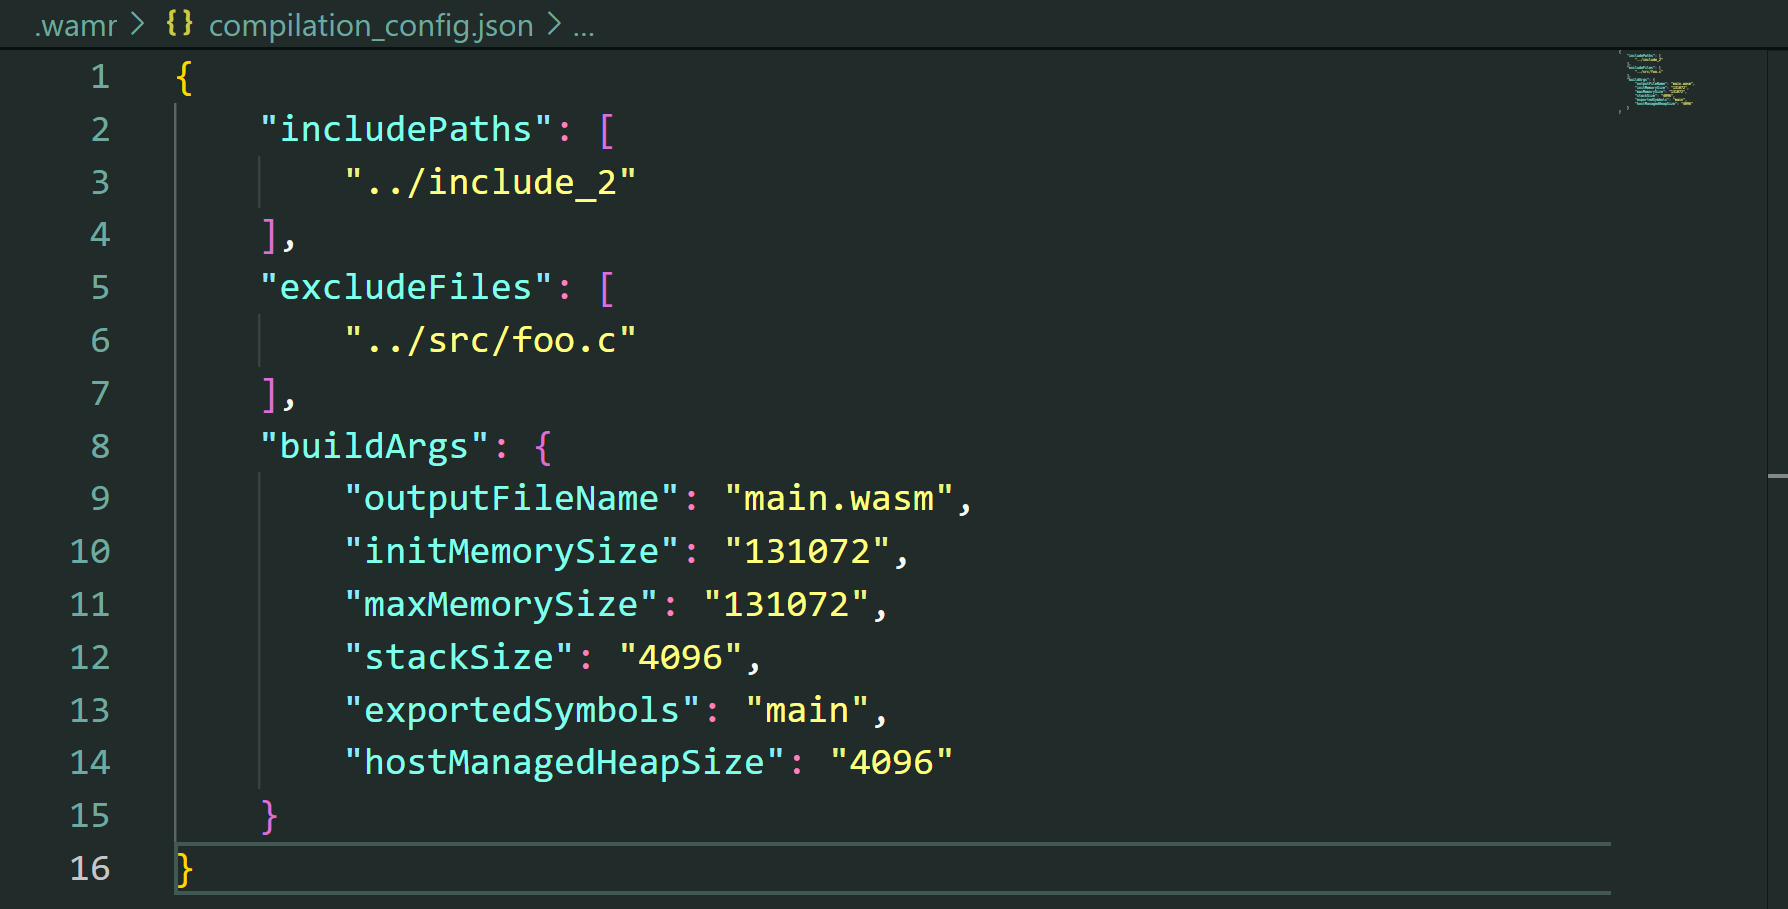 .wamr > {} compilation_config.json > ...
1 {
2     "includePaths": [
3         "../include_2"
4     ],
5     "excludeFiles": [
6         "../src/foo.c"
7     ],
8     "buildArgs": {
9         "outputFileName": "main.wasm",
10         "initMemorySize": "131072",
11         "maxMemorySize": "131072",
12         "stackSize": "4096",
13         "exportedSymbols": "main",
14         "hostManagedHeapSize": "4096"
15     }
16 }